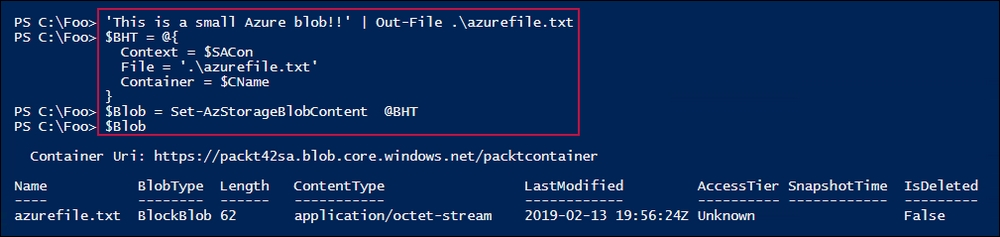 PS C:\Foo> 'This is a small Azure blob!!' | Out-File .\azurefile.txt
PS C:\Foo> $BHT = @{
  Context = $SACon
  File = '.\azurefile.txt'
  Container = $CName
}
PS C:\Foo> $Blob = Set-AzStorageBlobContent  @BHT
PS C:\Foo> $Blob
Container Uri: https://packt42sa.blob.core.windows.net/packtcontainer
Name BlobType Length ContentType LastModified AccessTier SnapshotTime IsDeleted
---- -------- ------ ----------- ------------ ---------- ------------ ---------
azurefile.txt BlockBlob 62 application/octet-stream 2019-02-13 19:56:24Z Unknown False